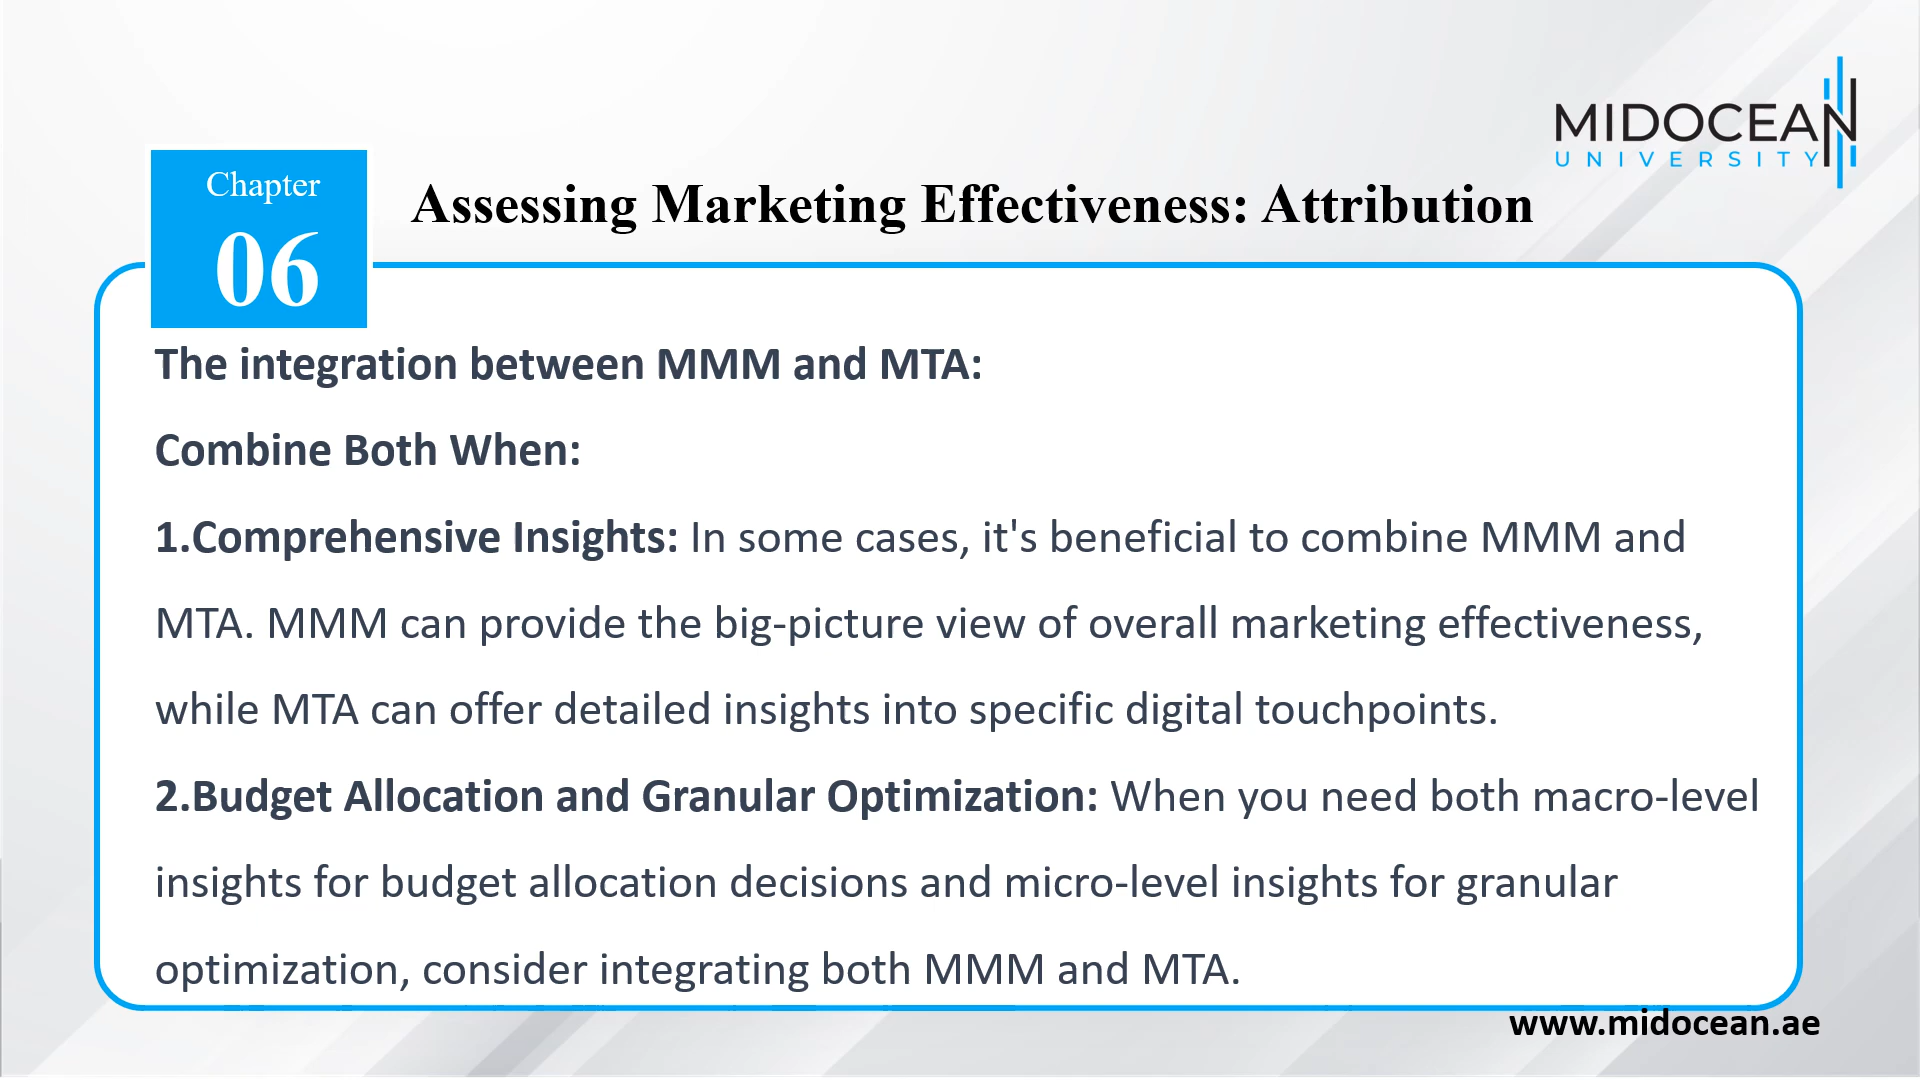 MIDOCEAN
UNIVERSITY
Chapter
06
Assessing Marketing Effectiveness: Attribution
The integration between MMM and MTA:
Combine Both When:
1.Comprehensive Insights: In some cases, it's beneficial to combine MMM and
MTA. MMM can provide the big-picture view of overall marketing effectiveness,
while MTA can offer detailed insights into specific digital touchpoints.
2.Budget Allocation and Granular Optimization: When you need both macro-level
insights for budget allocation decisions and micro-level insights for granular
optimization, consider integrating both MMM and MTA.
www.midocean.ae